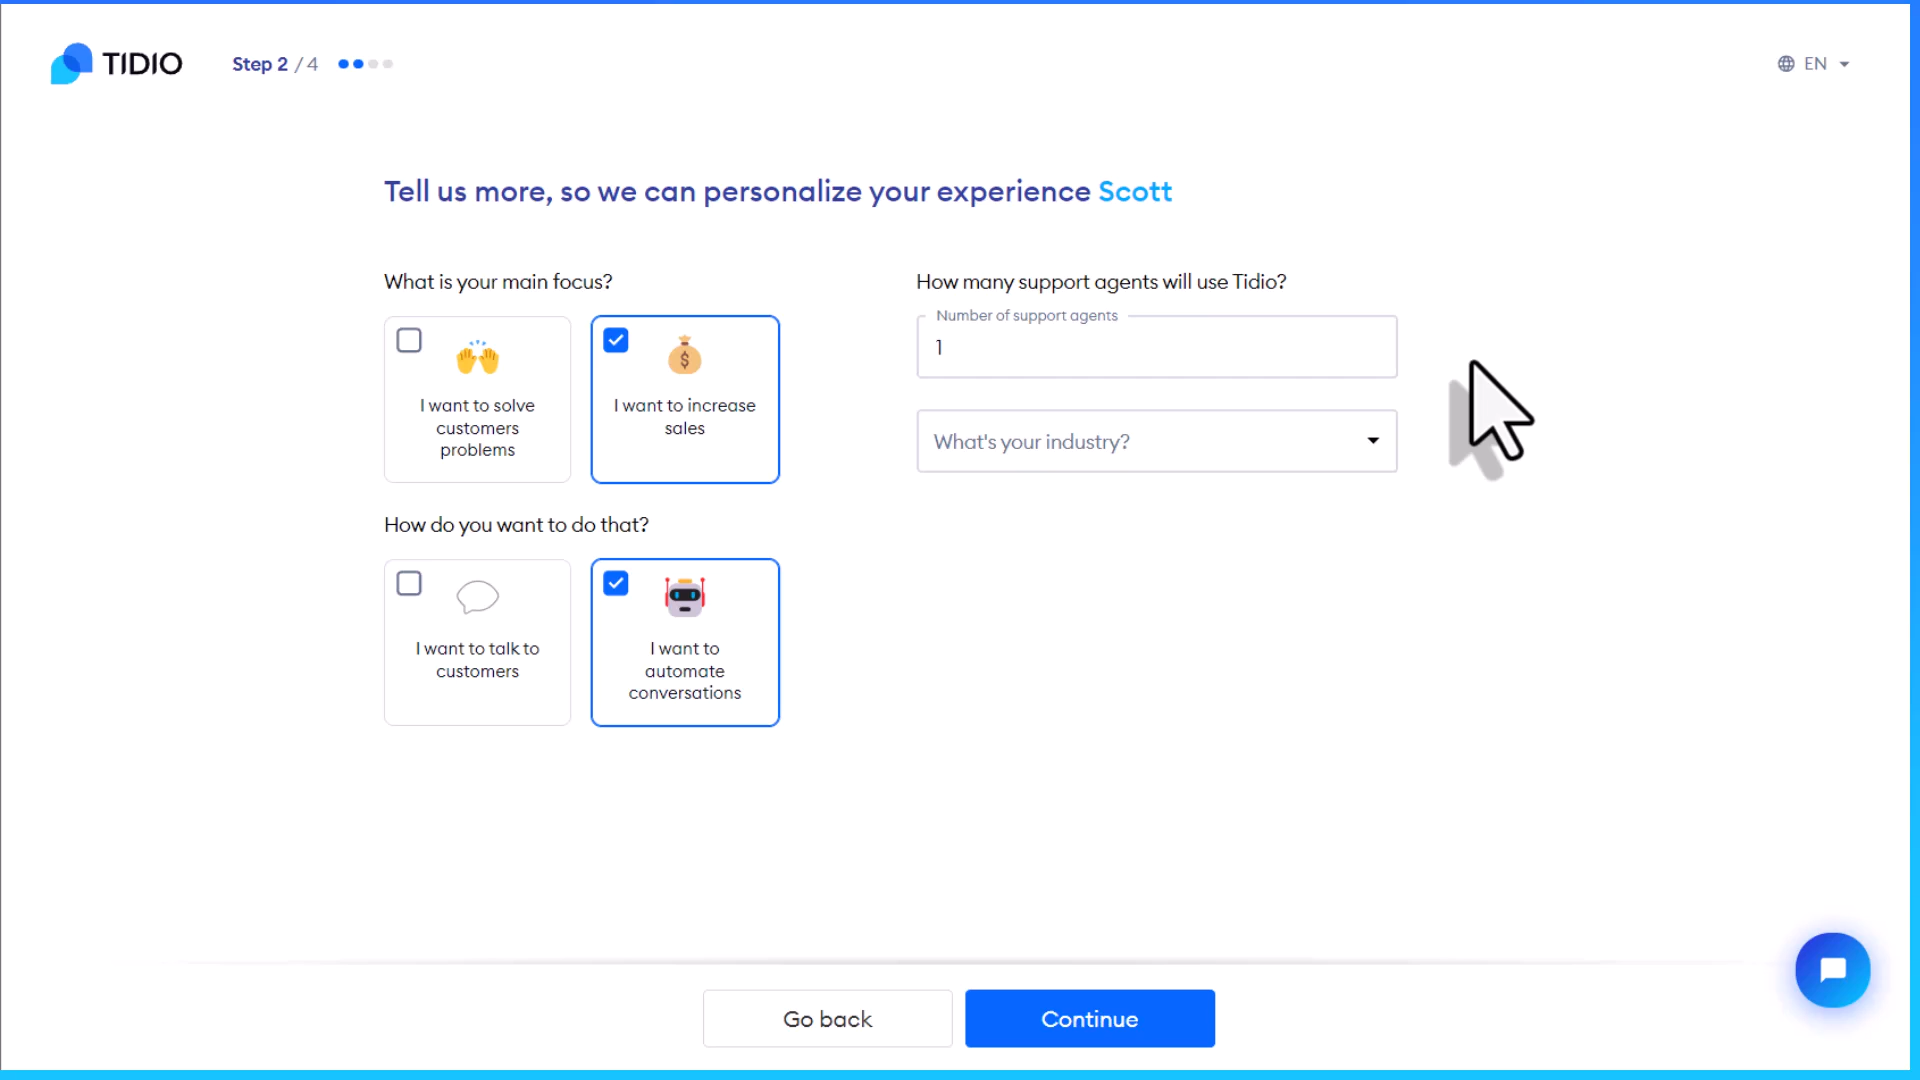 TIDIO
Step 2 / 4
EN
Tell us more, so we can personalize your experience Scott
What is your main focus?
I want to solve
customers
problems
$
I want to increase
sales
How do you want to do that?
I want to talk to
customers
I want to
automate
conversations
How many support agents will use Tidio?
Number of support agents
1
What's your industry?
Go back
Continue